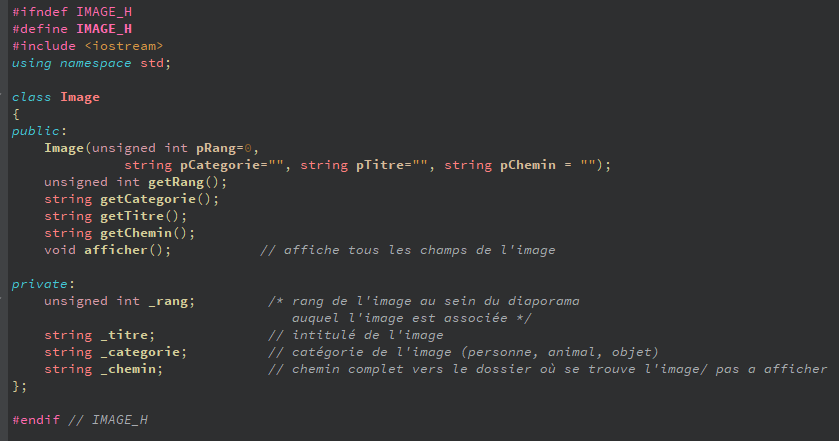 #ifndef IMAGE_H
#define IMAGE_H
#include <iostream>
using namespace std;
class Image
{
public:
Image(unsigned int pRang=0,
string pCategorie="", string pTitre="", string pChemin = "");
unsigned int getRang();
string getCategorie();
string getTitre();
string getChemin();
void afficher(); // affiche tous les champs de l'image
private:
unsigned int _rang; /* rang de l'image au sein du diaporama
auquel l'image est associée */
string _titre; // intitulé de l'image
string _categorie; // catégorie de l'image (personne, animal, objet)
string _chemin; // chemin complet vers le dossier où se trouve l'image/ pas a afficher
};
#endif // IMAGE_H